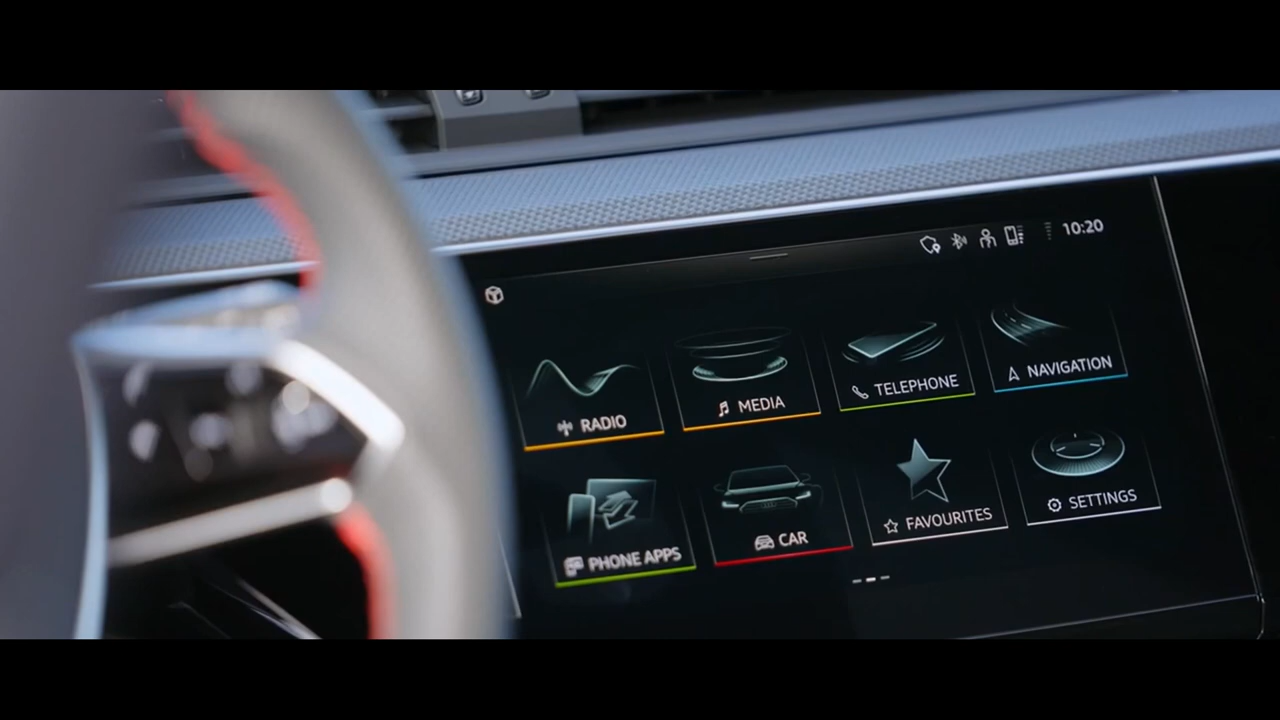 10:20
RADIO
MEDIA
TELEPHONE
NAVIGATION
PHONE APPS
CAR
FAVOURITES
SETTINGS